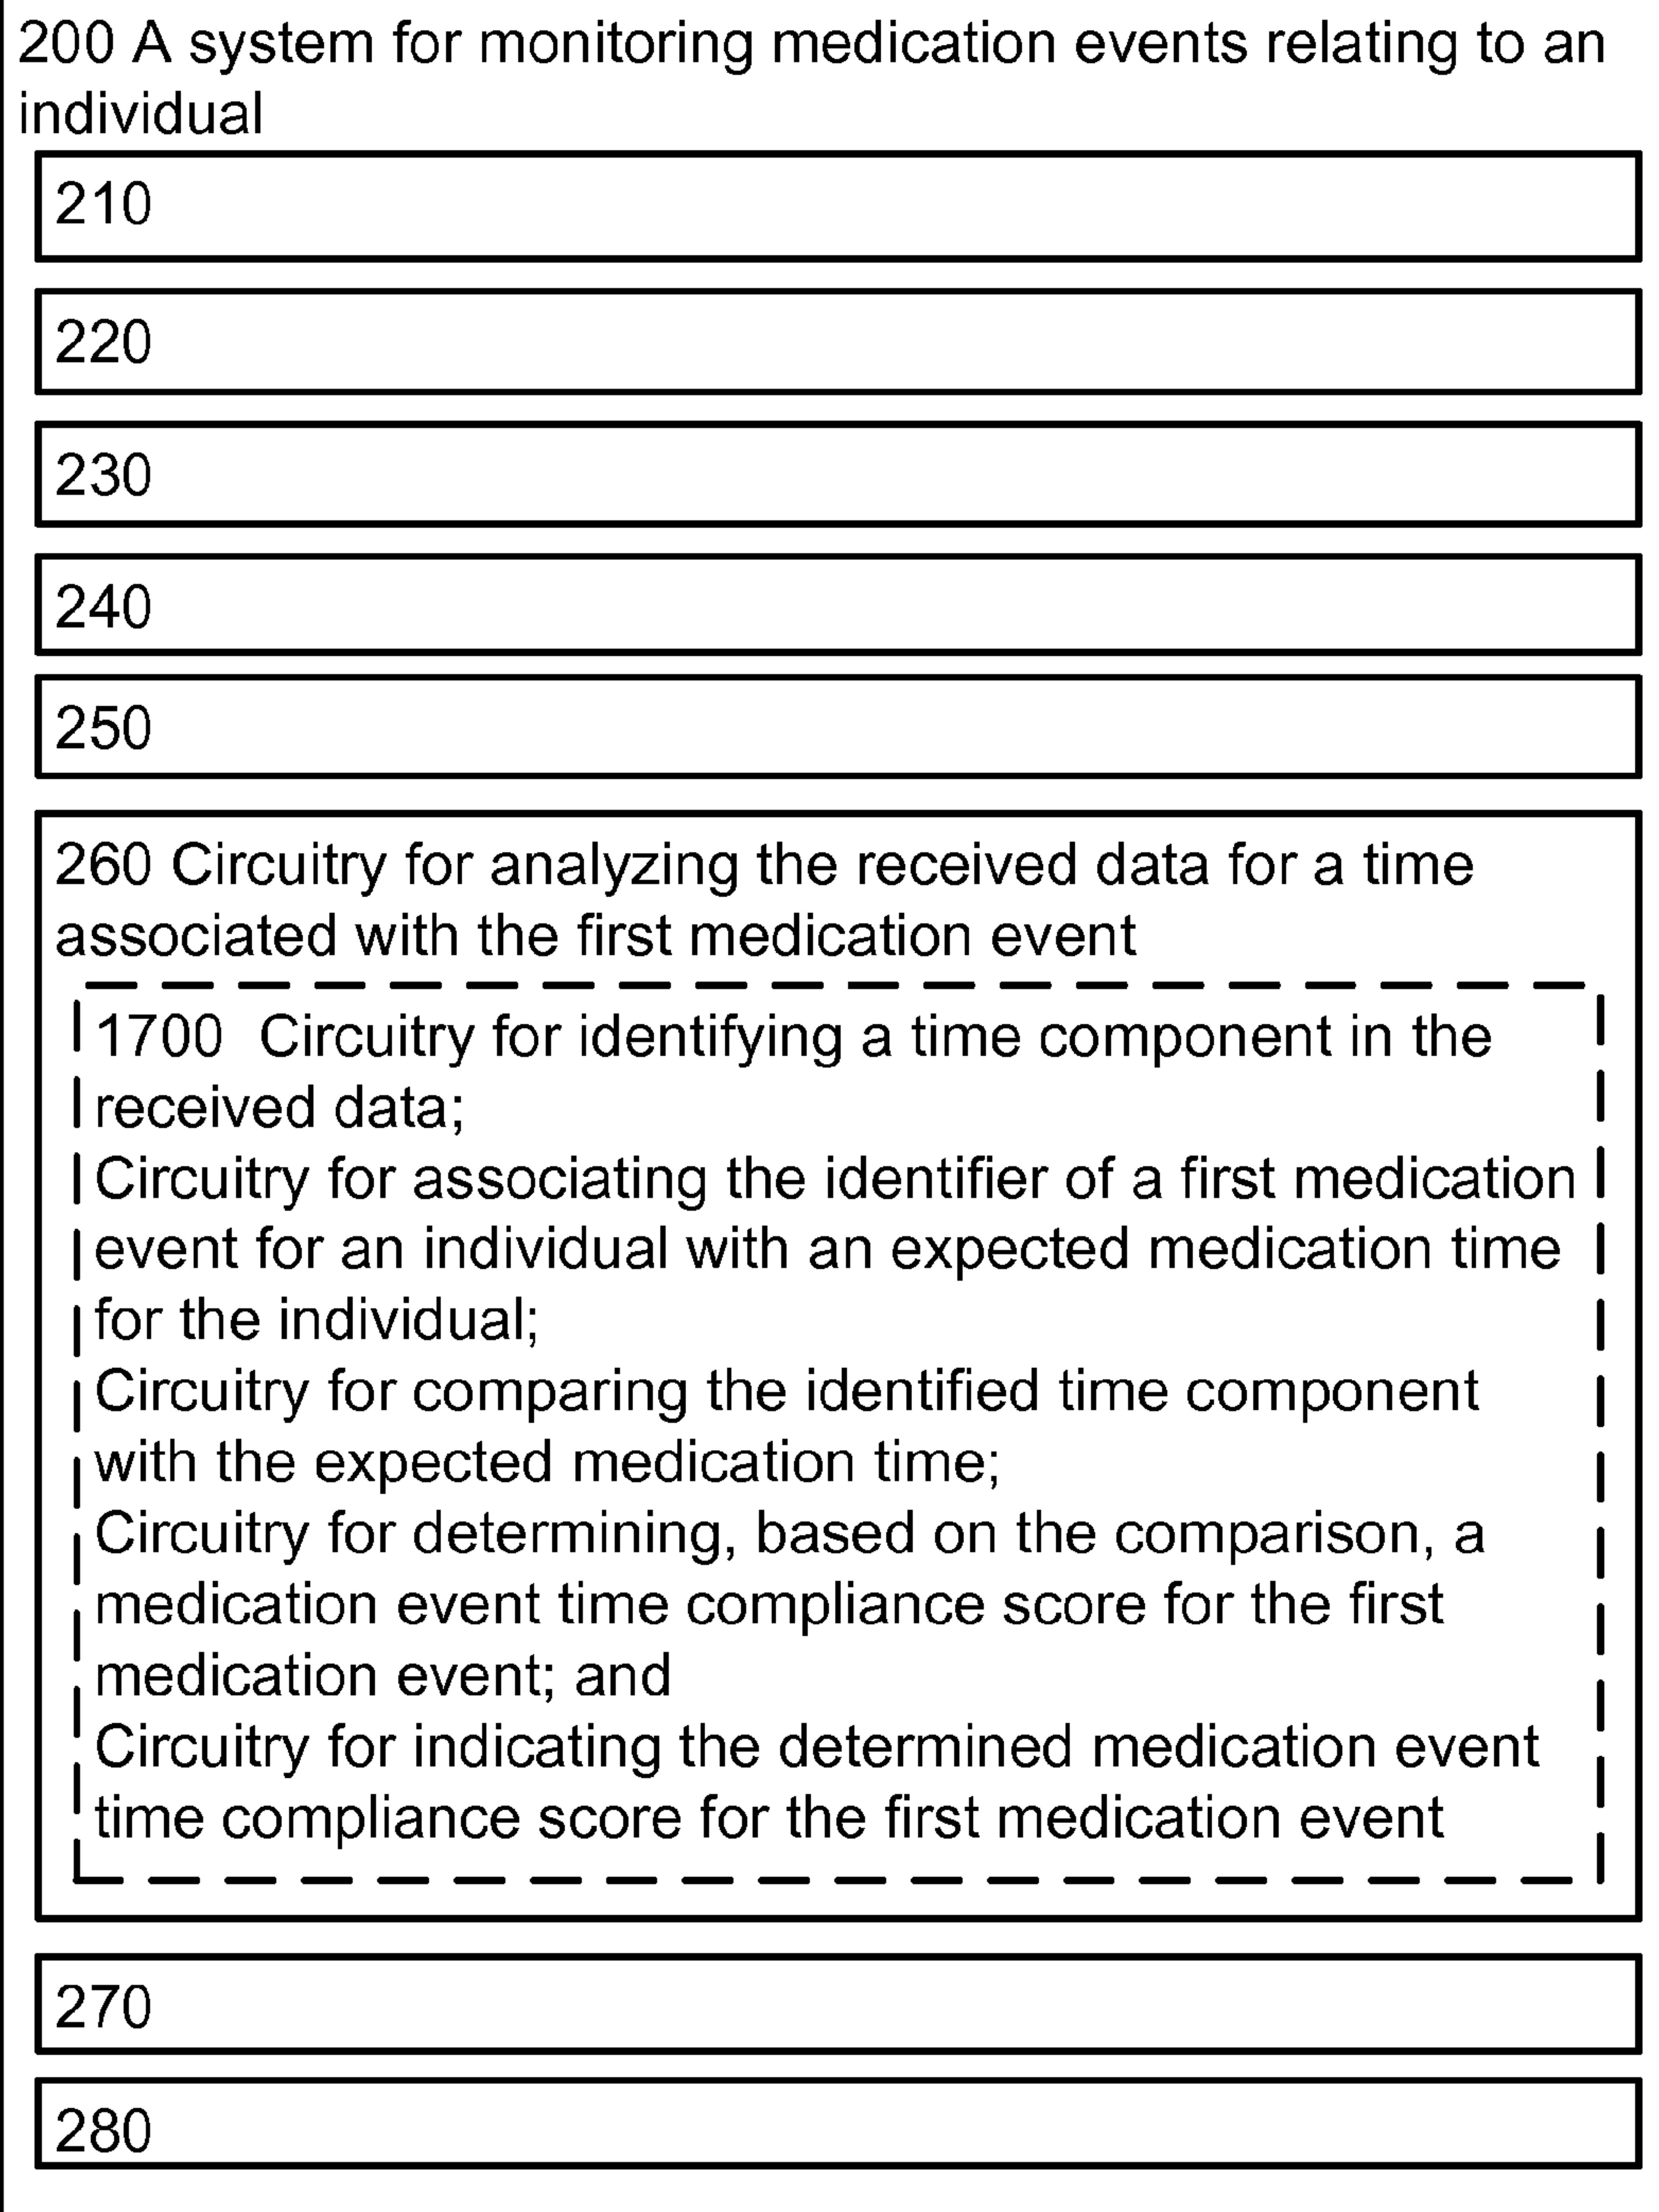 200 A system for monitoring medication events relating to an
individual
210
220
230
240
250
260 Circuitry for analyzing the received data for a time
associated with the first medication event
1700 Circuitry for identifying a time component in the
received data;
Circuitry for associating the identifier of a first medication
event for an individual with an expected medication time
for the individual;
Circuitry for comparing the identified time component
with the expected medication time;
Circuitry for determining, based on the comparison, a
medication event time compliance score for the first
medication event; and
Circuitry for indicating the determined medication event
time compliance score for the first medication event
270
280